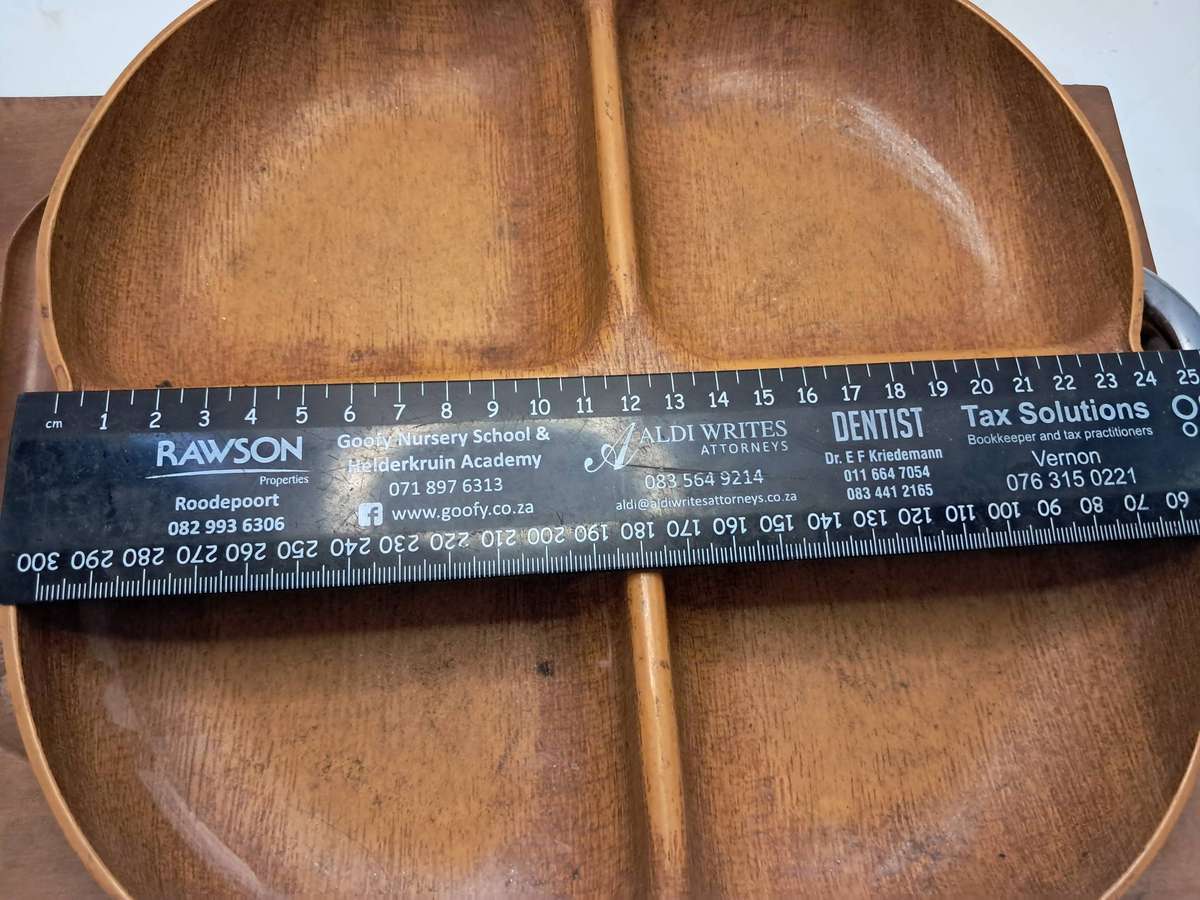 cm 1 2 3 4 5 6 7 8 9 10 11 12 13 14 15 16 17 18 19 20 21 22 23 24 25
RAWSON
Properties
Roodepoort
082 993 6306
Goofy Nursery School &
Helderkruin Academy
071 897 6313
www.goofy.co.za
A
ALDI WRITES
ATTORNEYS
083 564 9214
aldi@aldiwritesattorneys.co.za
DENTIST
Dr. E F Kriedemann
011 664 7054
083 441 2165
Tax Solutions
Bookkeeper and tax practitioners
Vernon
076 315 0221
300 290 280 270 260 250 240 230 220 210 200 190 180 170 160 150 140 130 120 110 100 90 80 70 60